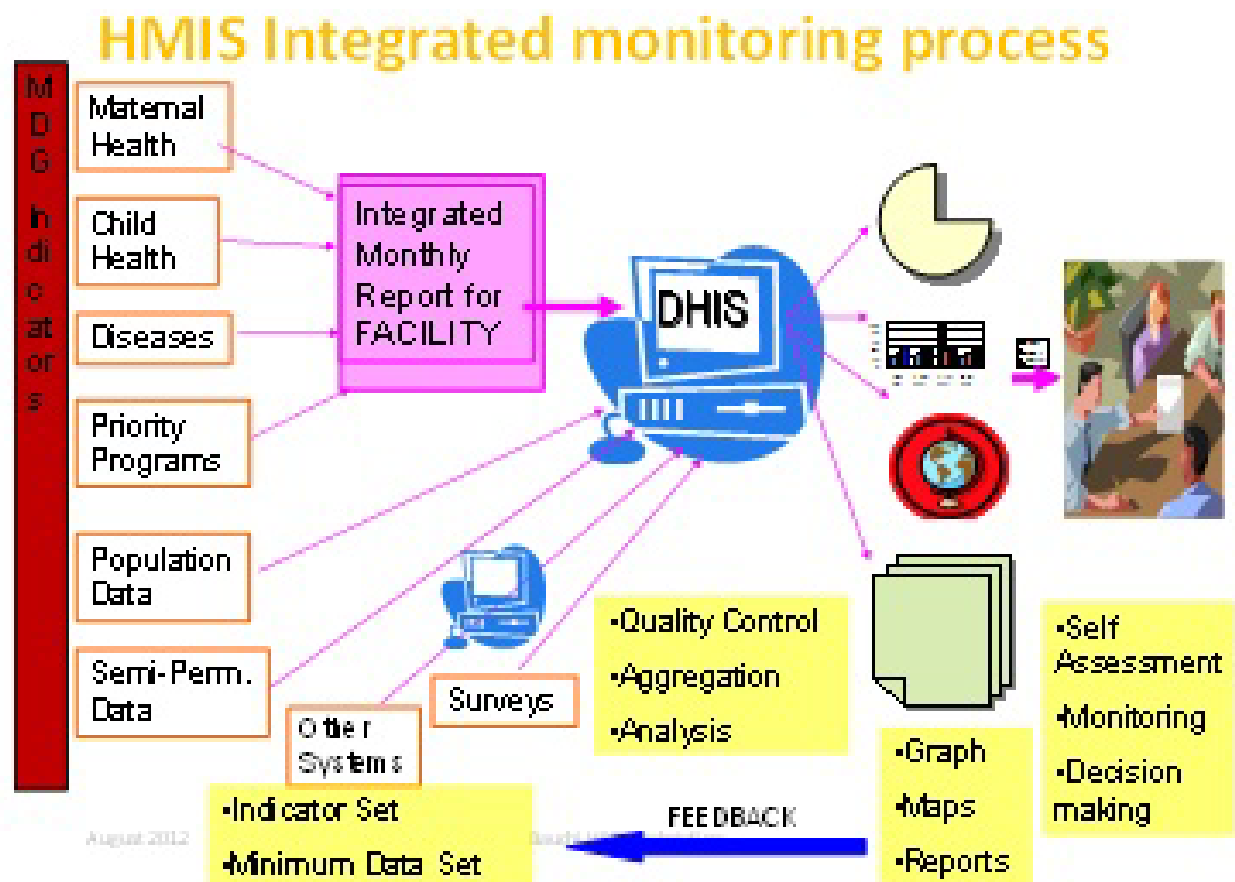 HMIS Integrated monitoring process
M
D
G
In
di
c
at
or
s
Maternal
Health
Child
Health
Diseases
Priority
Programs
Population
Data
Semi-Perm.
Data
Other
Systems
Surveys
Integrated
Monthly
Report for
FACILITY
DHIS
•Quality Control
•Aggregation
•Analysis
•Self
Assessment
•Monitoring
•Decision
making
•Graph
•Maps
•Reports
FEEDBACK
•Indicator Set
•Minimum Data Set
August 2012